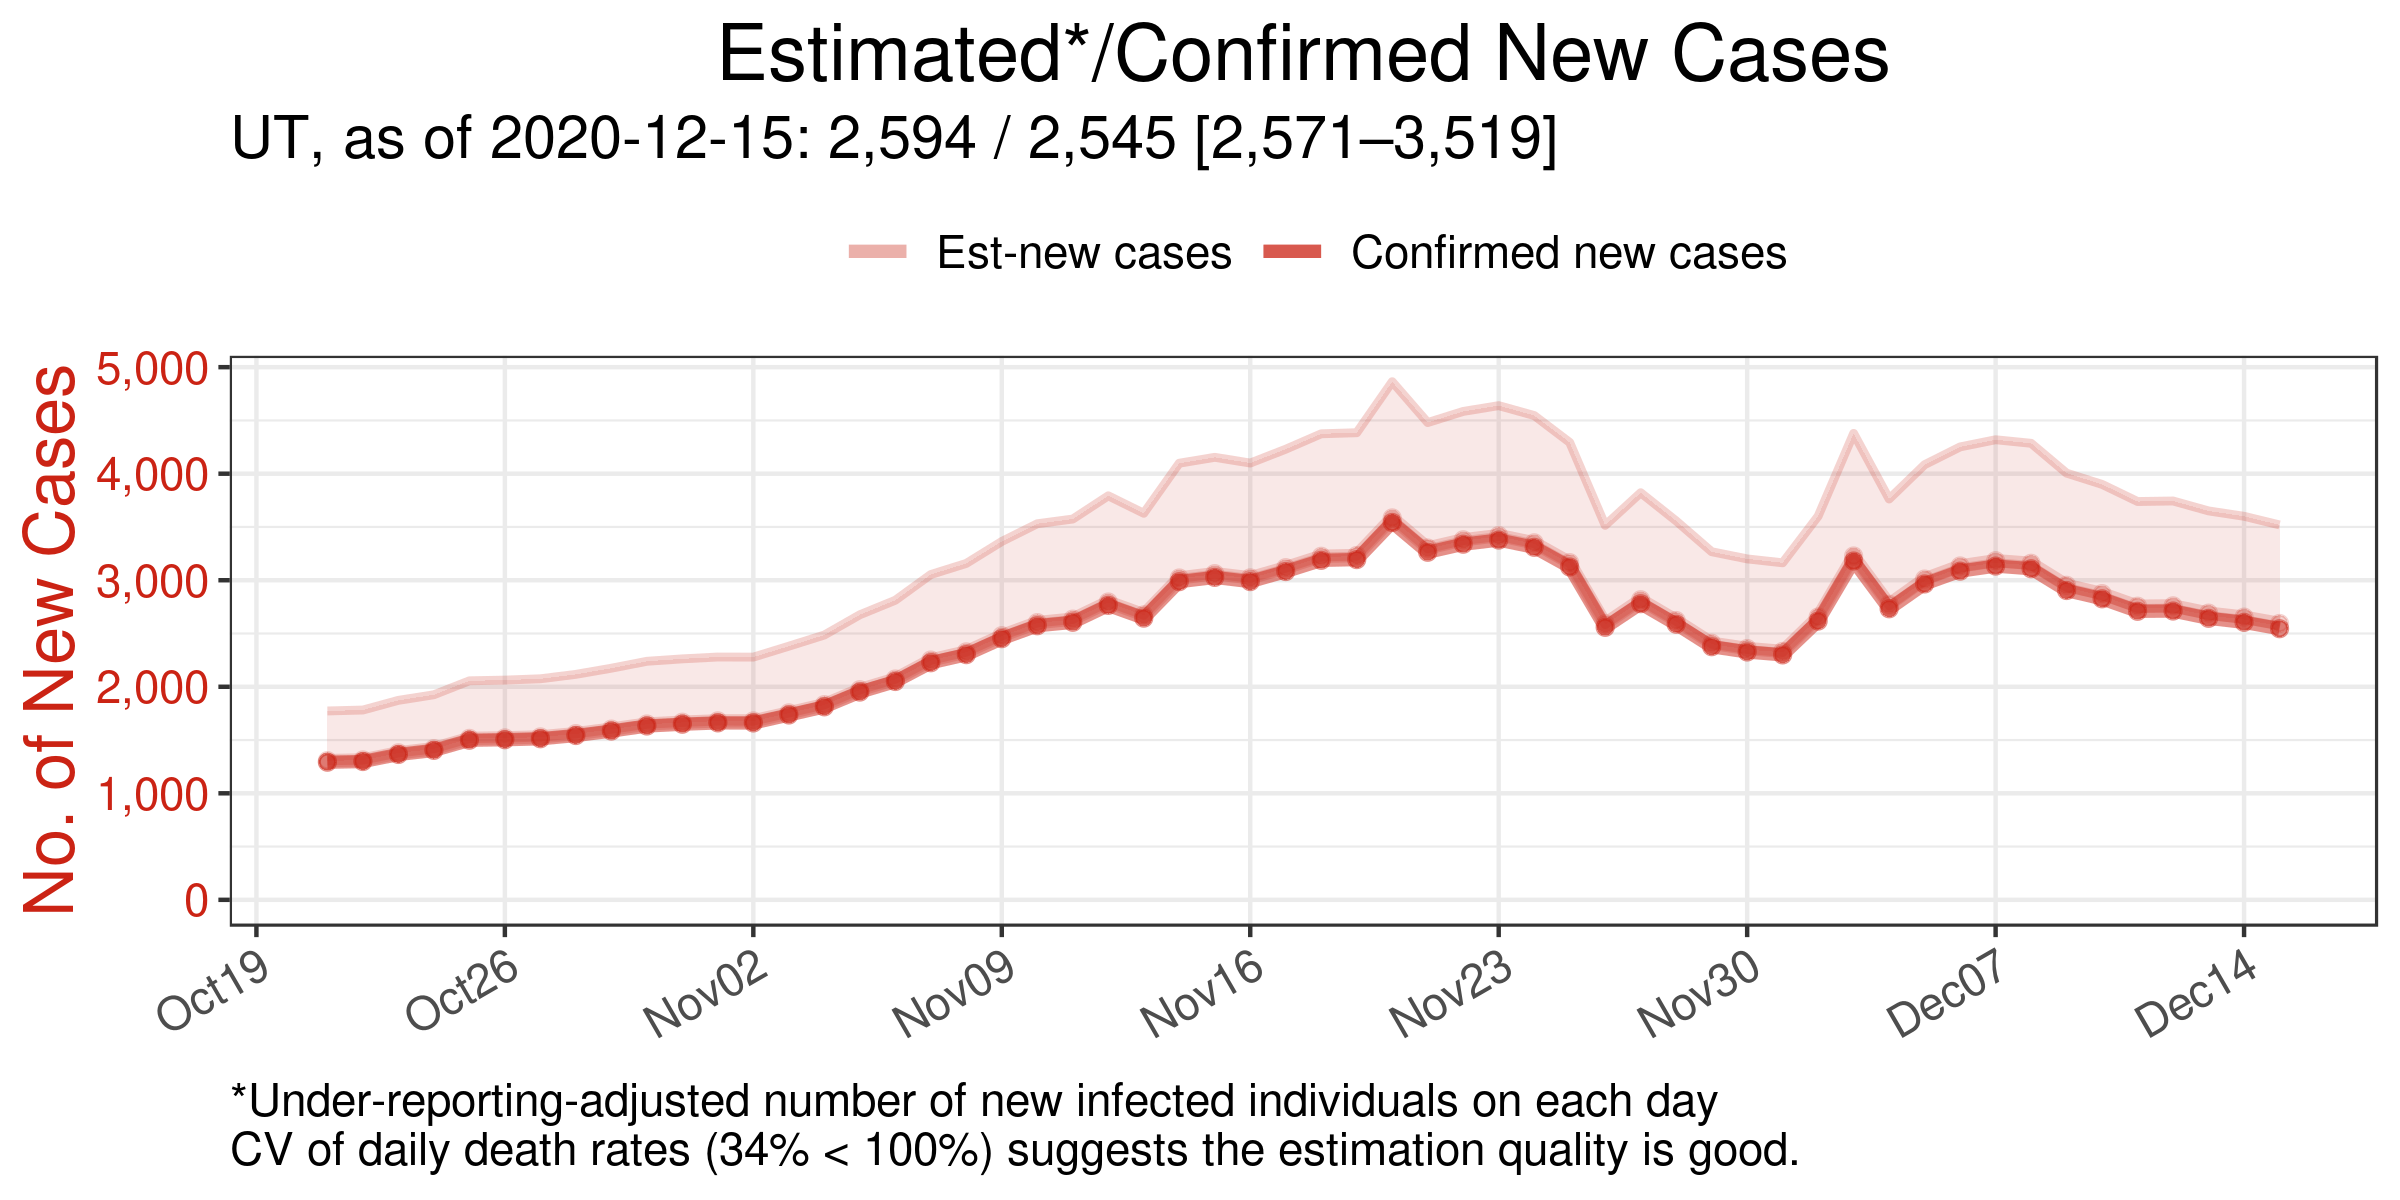 Estimated*/Confirmed New Cases
UT, as of 2020-12-15: 2,594 / 2,545 [2,571–3,519]
Est-new cases
Confirmed new cases
No. of New Cases
5,000
4,000
3,000
2,000
1,000
0
Oct19
Oct26
Nov02
Nov09
Nov16
Nov23
Nov30
Dec07
Dec14
*Under-reporting-adjusted number of new infected individuals on each day
CV of daily death rates (34% < 100%) suggests the estimation quality is good.